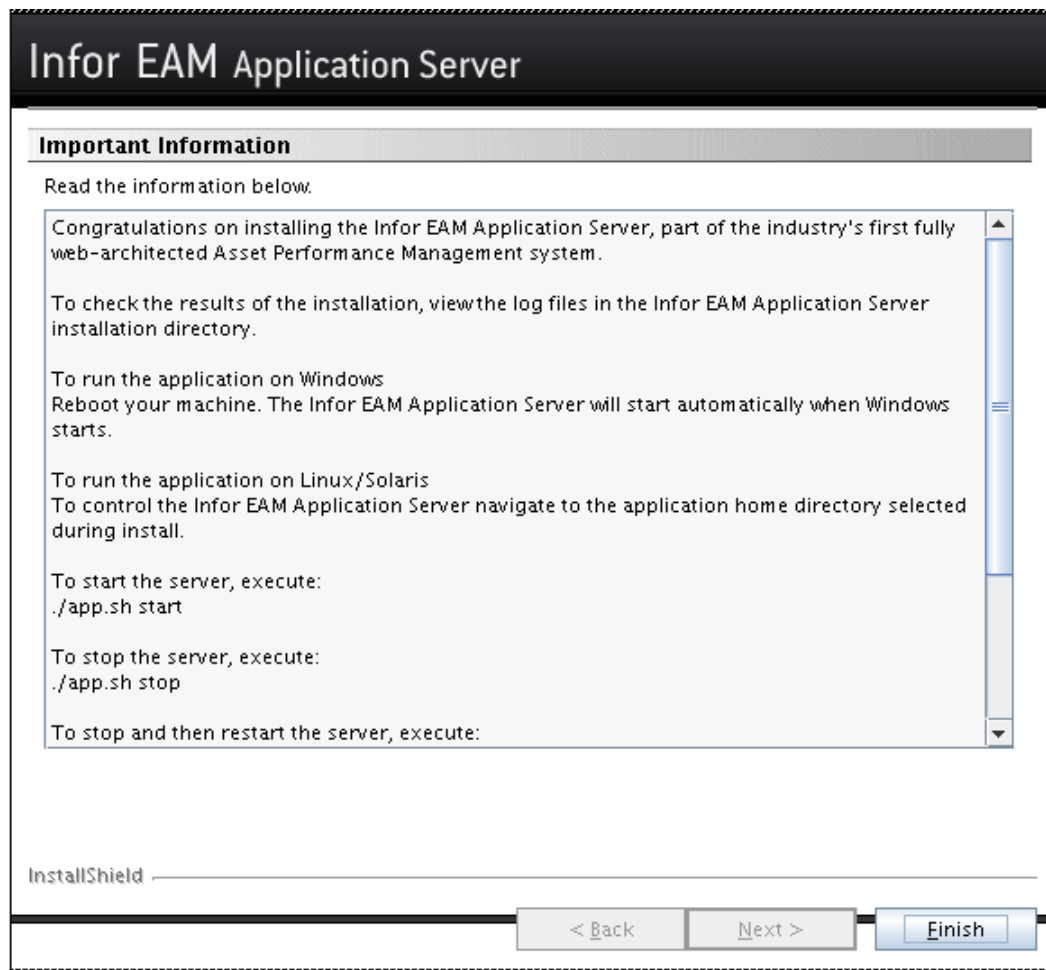 Infor EAM Application Server
Important Information
Read the information below.
Congratulations on installing the Infor EAM Application Server, part of the industry's first fully
web-architected Asset Performance Management system.
To check the results of the installation, view the log files in the Infor EAM Application Server
installation directory.
To run the application on Windows
Reboot your machine. The Infor EAM Application Server will start automatically when Windows
starts.
To run the application on Linux/Solaris
To control the Infor EAM Application Server navigate to the application home directory selected
during install.
To start the server, execute:
./app.sh start
To stop the server, execute:
./app.sh stop
To stop and then restart the server, execute:
InstallShield
< Back
Next >
Finish